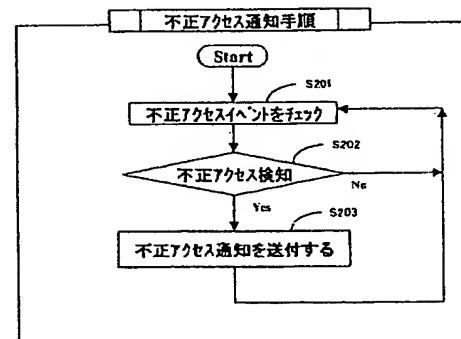 不正アクセス通知手順
Start
S201
不正アクセスイベントをチェック
S202
不正アクセス検知
No
Yes
S203
不正アクセス通知を送付する